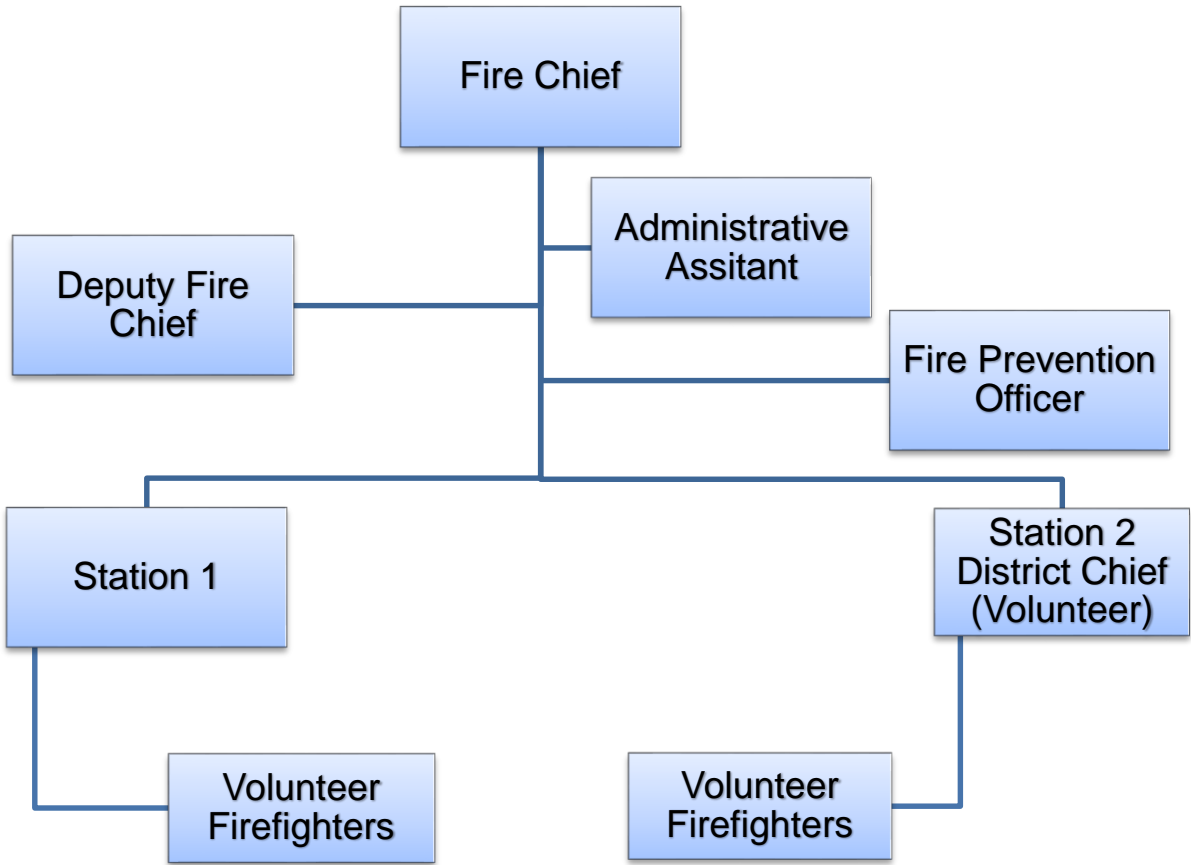 Fire Chief
Administrative
Assitant
Deputy Fire
Chief
Fire Prevention
Officer
Station 1
Station 2
District Chief
(Volunteer)
Volunteer
Firefighters
Volunteer
Firefighters